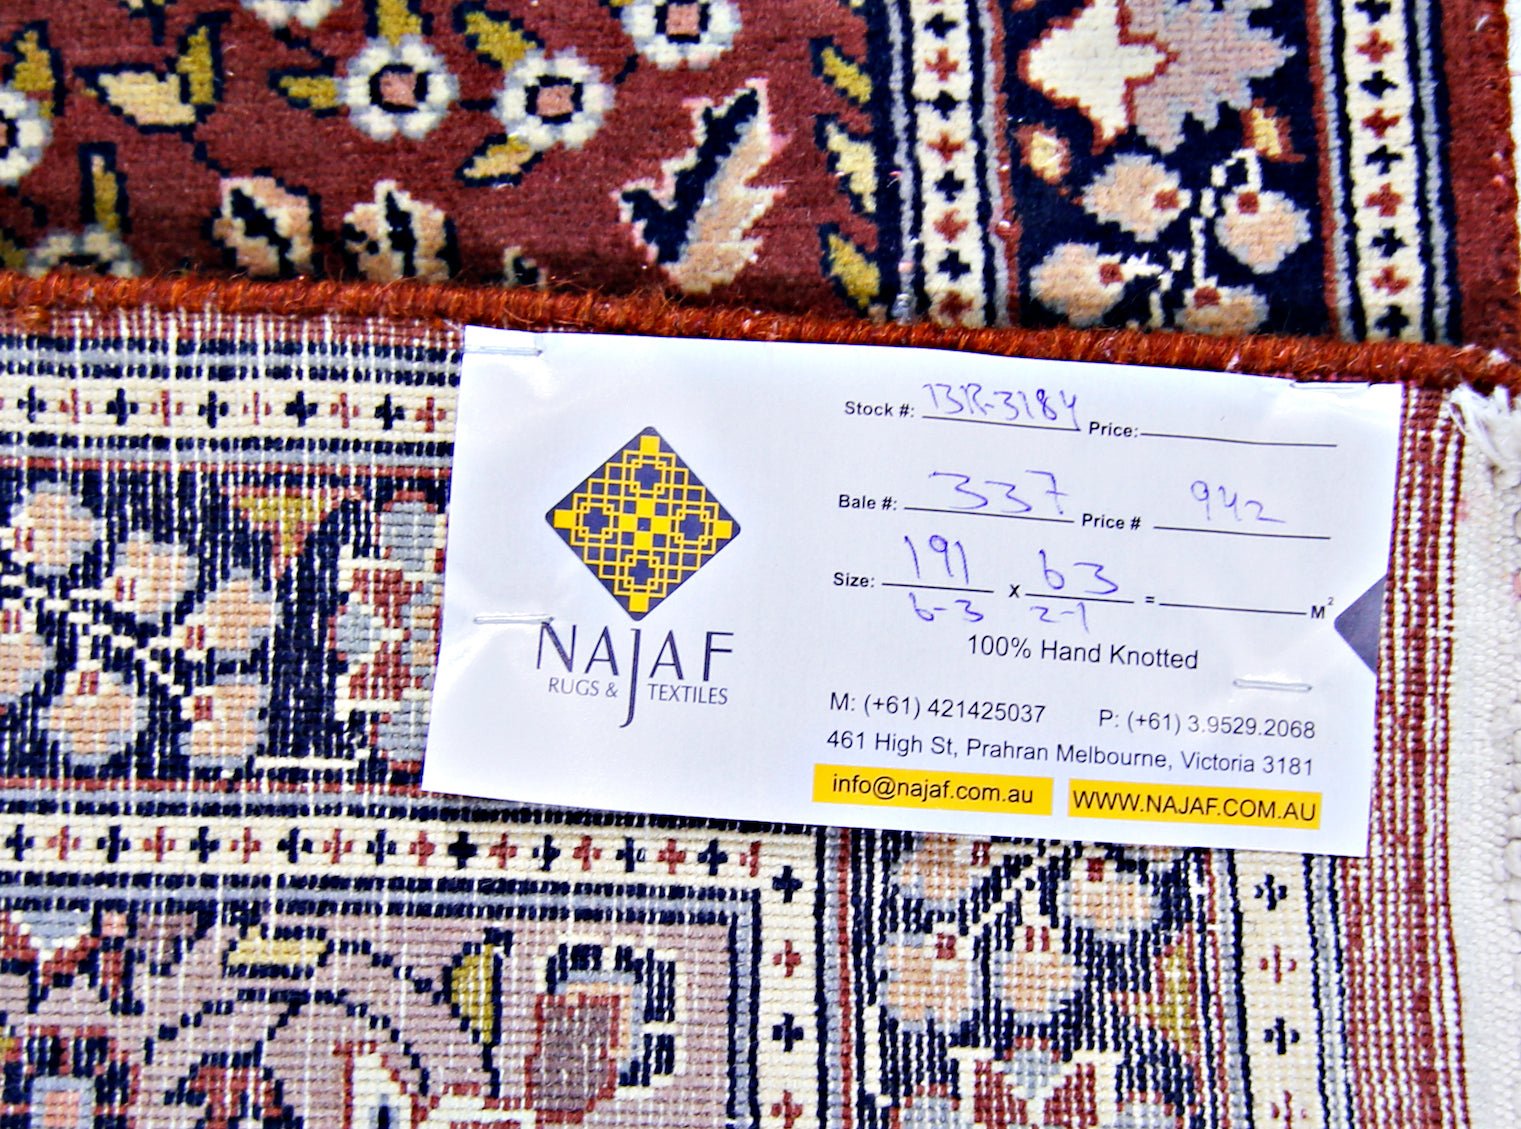 NAJAF
RUGS & TEXTILES
Stock #: 13R-3184 Price:
Bale #: 337 Price # 942
Size: 191 x 63 = M²
6-3 2-1
100% Hand Knotted
M: (+61) 421425037 P: (+61) 3.9529.2068
461 High St, Prahran Melbourne, Victoria 3181
info@najaf.com.au WWW.NAJAF.COM.AU